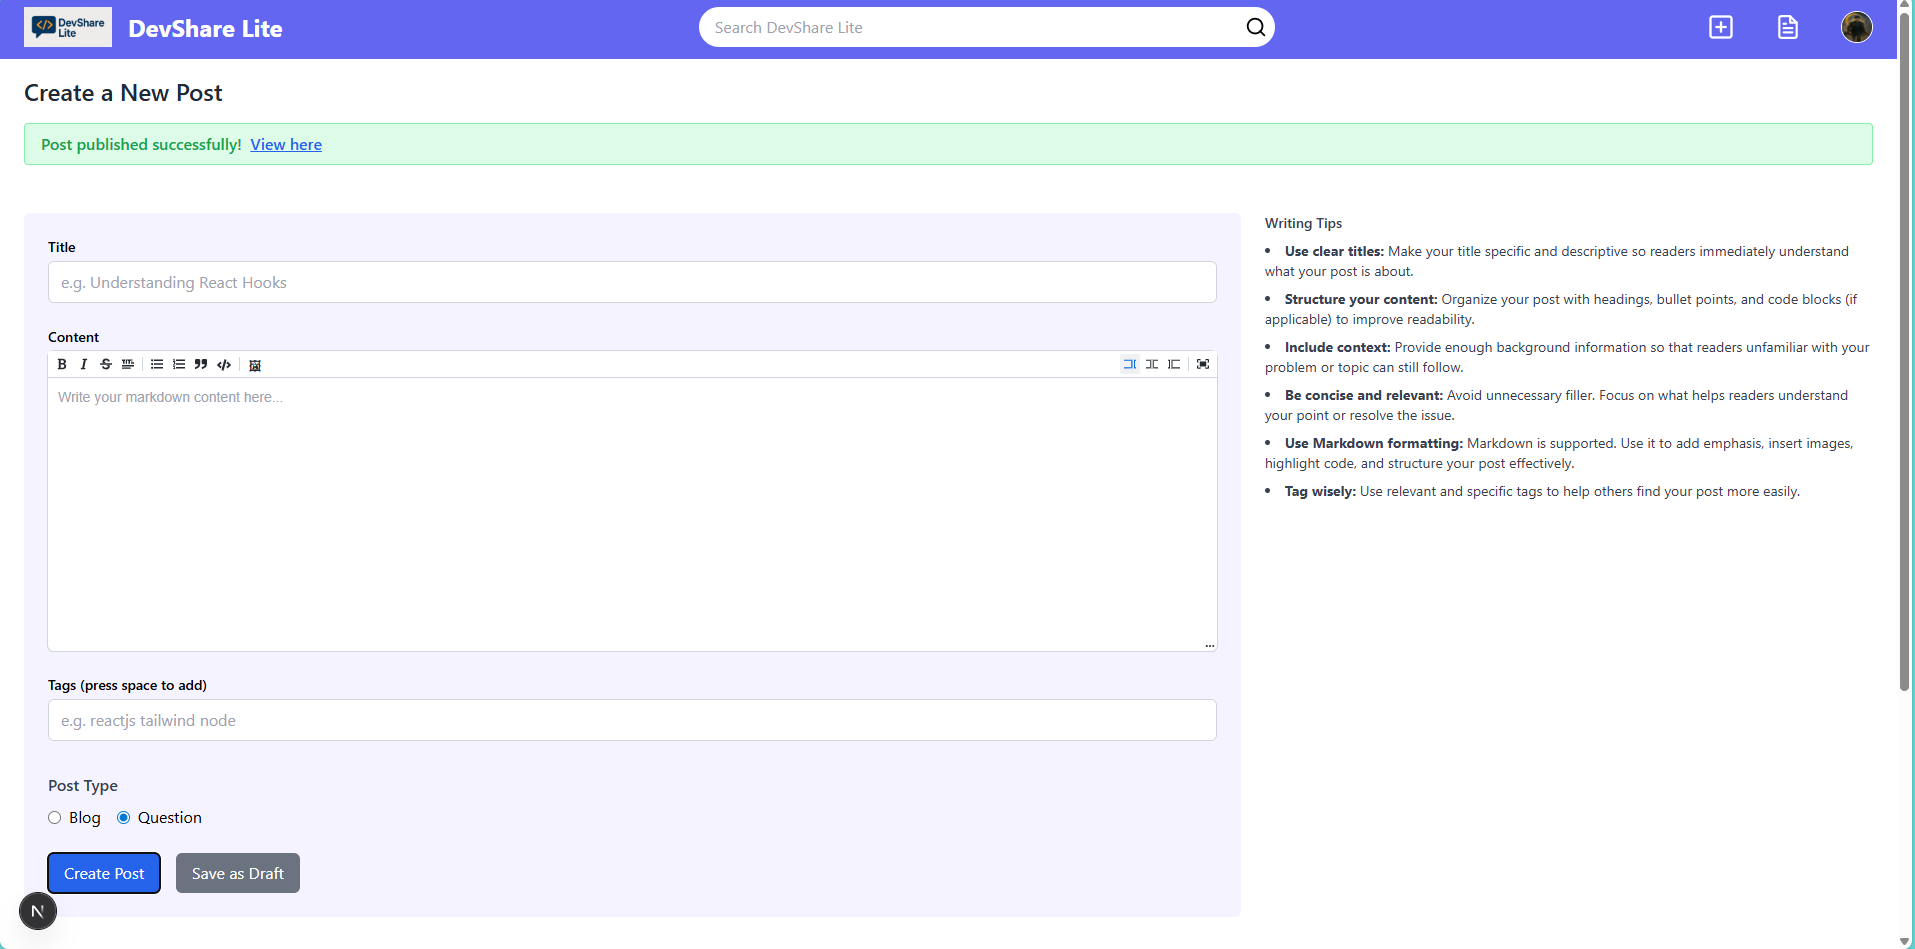 DevShare
Lite
DevShare Lite
Search DevShare Lite
Create a New Post
Post published successfully! View here
Title
e.g. Understanding React Hooks
Content
B I S
Write your markdown content here...
Tags (press space to add)
e.g. reactjs tailwind node
Post Type
Blog Question
Create Post Save as Draft
N
Writing Tips
• Use clear titles: Make your title specific and descriptive so readers immediately understand
what your post is about.
• Structure your content: Organize your post with headings, bullet points, and code blocks (if
applicable) to improve readability.
• Include context: Provide enough background information so that readers unfamiliar with your
problem or topic can still follow.
• Be concise and relevant: Avoid unnecessary filler. Focus on what helps readers understand
your point or resolve the issue.
• Use Markdown formatting: Markdown is supported. Use it to add emphasis, insert images,
highlight code, and structure your post effectively.
• Tag wisely: Use relevant and specific tags to help others find your post more easily.